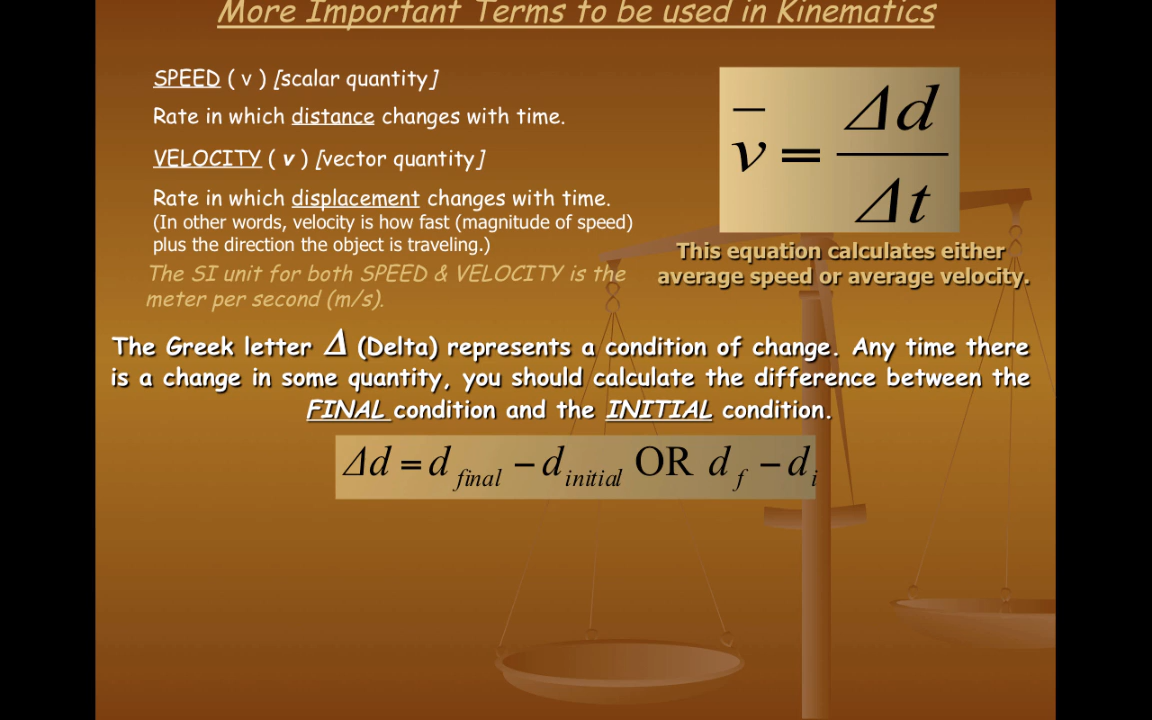 More Important Terms to be used in Kinematics
SPEED ( v ) [scalar quantity]
Rate in which distance changes with time.
VELOCITY ( v ) [vector quantity]
Rate in which displacement changes with time.
(In other words, velocity is how fast (magnitude of speed)
plus the direction the object is traveling.)
The SI unit for both SPEED & VELOCITY is the
meter per second (m/s).
v̄ = Δd / Δt
This equation calculates either
average speed or average velocity.
The Greek letter Δ (Delta) represents a condition of change. Any time there
is a change in some quantity, you should calculate the difference between the
FINAL condition and the INITIAL condition.
Δd = d final − d initial OR d f − d i